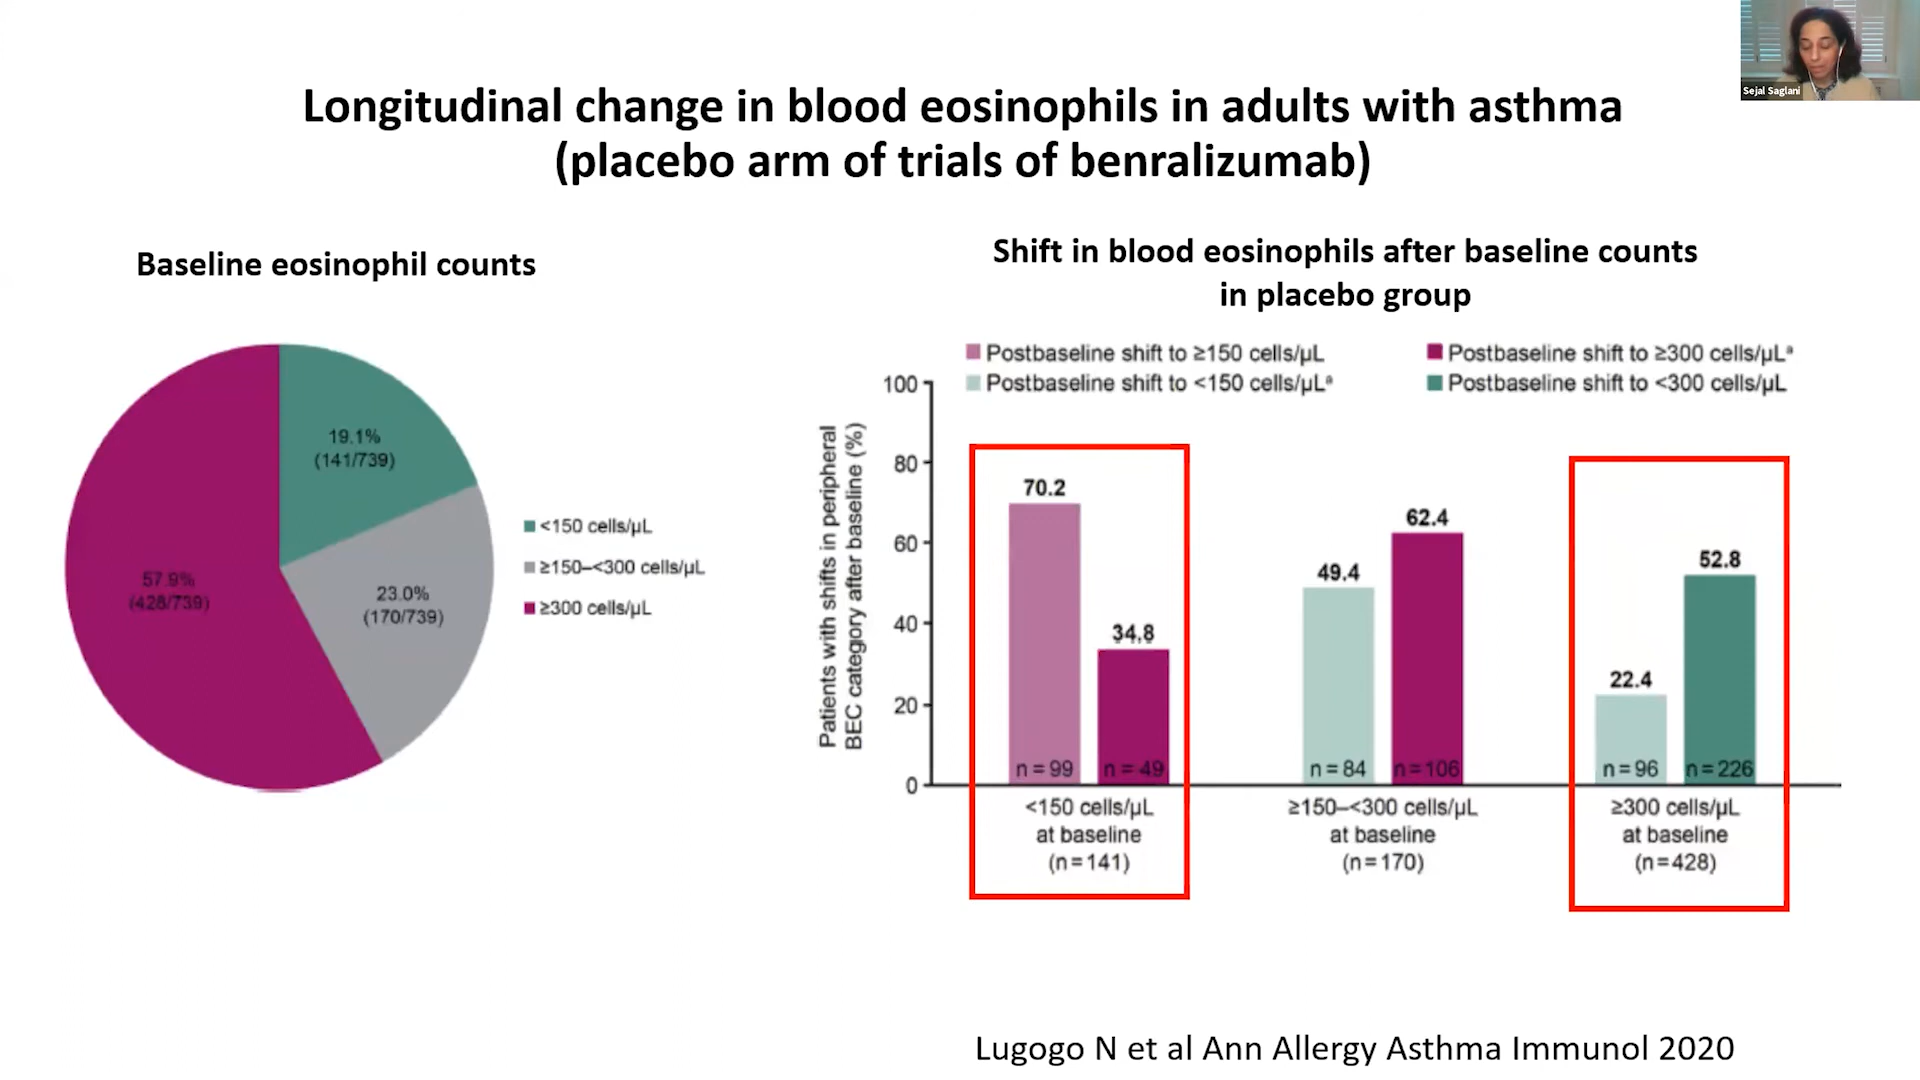 Sejal Saglani
Longitudinal change in blood eosinophils in adults with asthma
(placebo arm of trials of benralizumab)
Baseline eosinophil counts
19.1%
(141/739)
57.9%
(428/739)
23.0%
(170/739)
<150 cells/µL
≥150–<300 cells/µL
≥300 cells/µL
Shift in blood eosinophils after baseline counts
in placebo group
Postbaseline shift to ≥150 cells/µL
Postbaseline shift to ≥300 cells/µLª
Postbaseline shift to <150 cells/µLª
Postbaseline shift to <300 cells/µL
Patients with shifts in peripheral
BEC category after baseline (%)
100
80
60
40
20
0
70.2
34.8
49.4
62.4
22.4
52.8
n=99
n=49
n=84
n=106
n=96
n=226
<150 cells/µL
at baseline
(n=141)
≥150–<300 cells/µL
at baseline
(n=170)
≥300 cells/µL
at baseline
(n=428)
Lugogo N et al Ann Allergy Asthma Immunol 2020